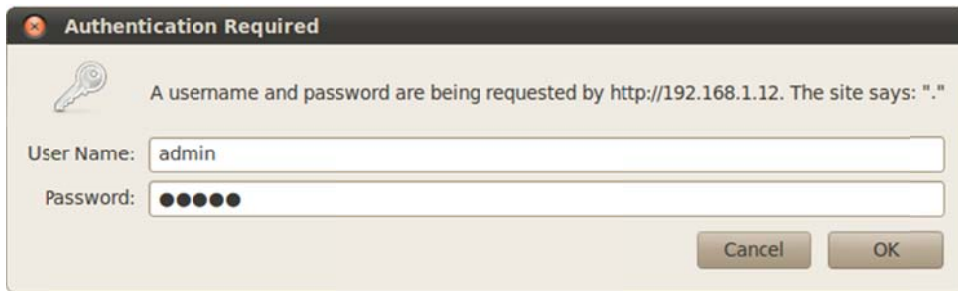 Authentication Required
A username and password are being requested by http://192.168.1.12. The site says: "."
User Name: admin
Password: ●●●●●
Cancel OK